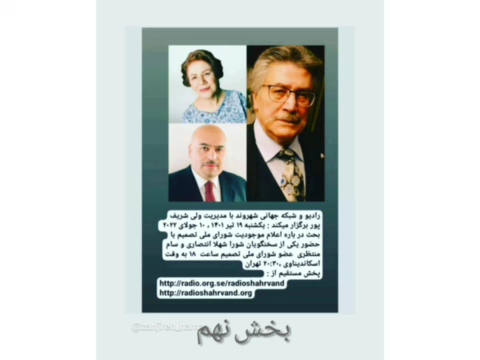 رادیو و شبکه جهانی شهروند با مدیریت ولی شریف
پور برگزار میکند : یکشنبه ۱۹ تیر ۱۴۰۱ ، ۱۰ جولای ۲۰۲۲
بحث در باره اعلام موجودیت شورای ملی تصمیم با
حضور یکی از سخنگویان شورا شهلا انتصاری و سام
منتظری عضو شورای ملی تصمیم ساعت ۱۸ به وقت
اسکاندیناوی ،۲۰:۳۰ تهران
پخش مستقیم از :
http://radio.org.se/radioshahrvand
http://radioshahrvand.org
بخش نهم